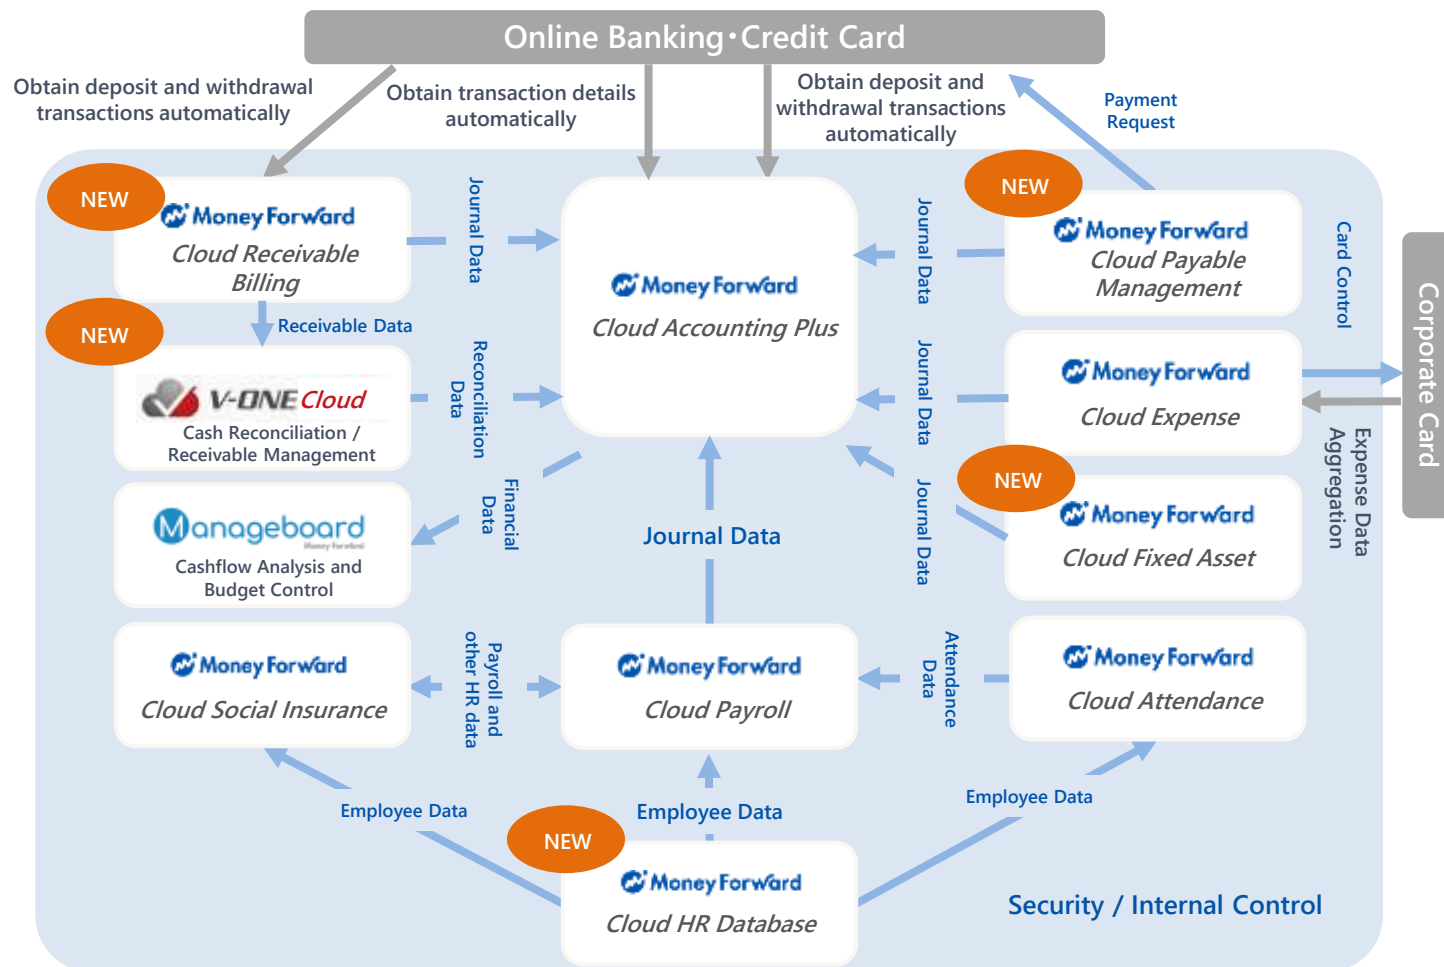 Online Banking・Credit Card
Obtain deposit and withdrawal
transactions automatically
Obtain transaction details
automatically
Obtain deposit and
withdrawal transactions
automatically
Payment
Request
NEW
Money Forward
Cloud Receivable
Billing
Journal Data
Money Forward
Cloud Accounting Plus
Journal Data
NEW
Money Forward
Cloud Payable
Management
Card Control
Corporate Card
Receivable Data
NEW
V-ONE Cloud
Cash Reconciliation /
Receivable Management
Reconciliation
Data
Journal Data
Money Forward
Cloud Expense
Expense Data
Aggregation
Manageboard
Money Forward
Cashflow Analysis and
Budget Control
Financial
Data
Journal Data
Journal Data
NEW
Money Forward
Cloud Fixed Asset
Money Forward
Cloud Social Insurance
Payroll and
other HR data
Money Forward
Cloud Payroll
Attendance
Data
Money Forward
Cloud Attendance
Employee Data
Employee Data
Employee Data
NEW
Money Forward
Cloud HR Database
Security / Internal Control